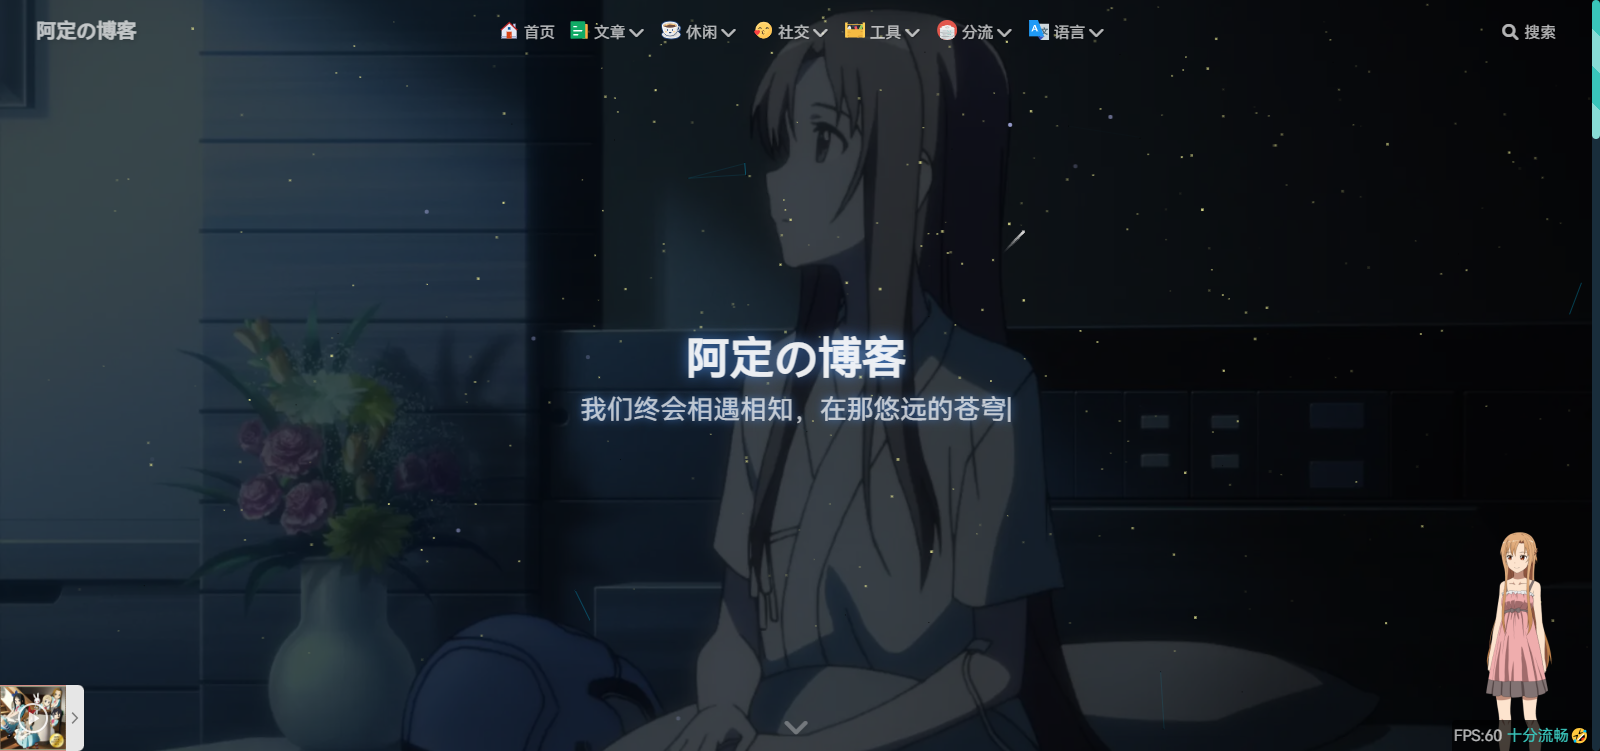 阿定の博客
首页 文章 休闲 社交 工具 分流 语言
搜索
阿定の博客
我们终会相遇相知，在那悠远的苍穹|
FPS:60 十分流畅🤣